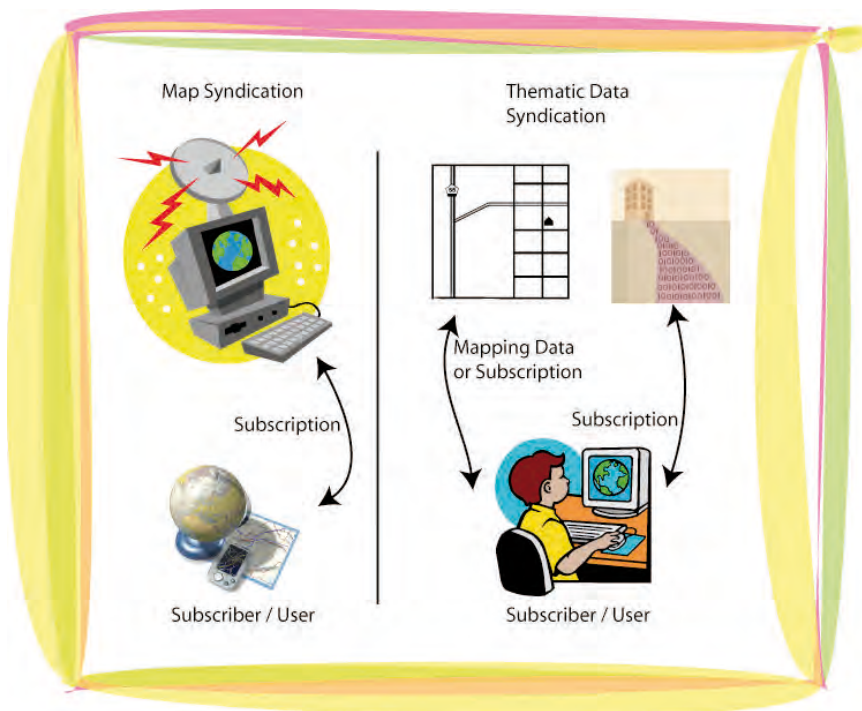 Map Syndication
Subscription
Subscriber / User
Thematic Data
Syndication
Mapping Data
or Subscription
Subscription
Subscriber / User